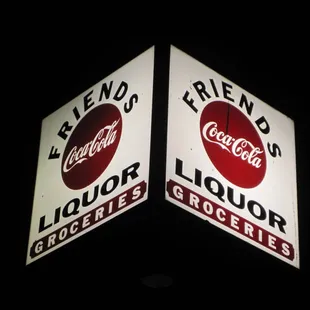 FRIENDS
Coca-Cola
LIQUOR
GROCERIES
FRIENDS
Coca-Cola
LIQUOR
GROCERIES